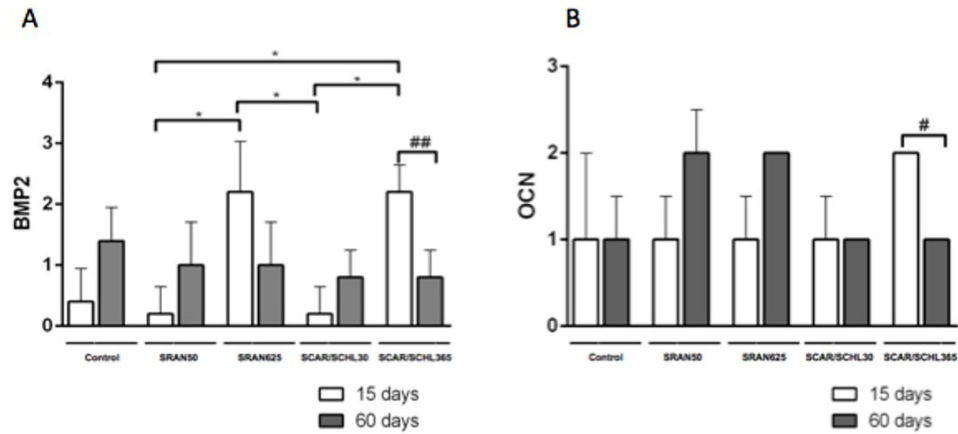 A
B
*
*
*
*
##
BMP2
4
3
2
1
0
Control
SRAN50
SRAN625
SCAR/SCHL30
SCAR/SCHL365
15 days
60 days
#
OCN
3
2
1
0
Control
SRAN50
SRAN625
SCAR/SCHL30
SCAR/SCHL365
15 days
60 days